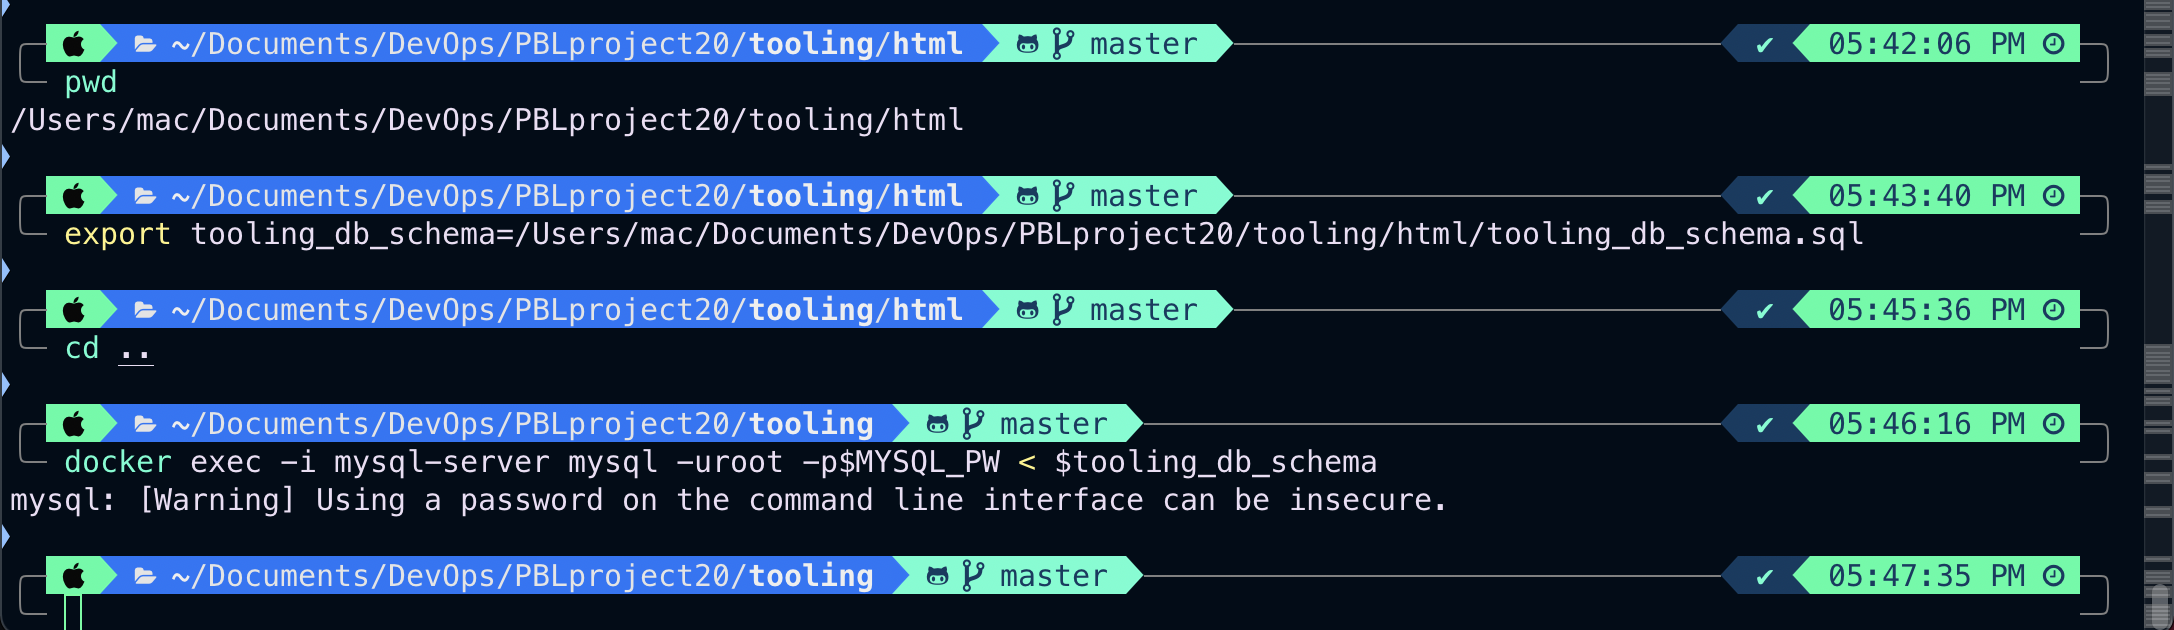 ~/Documents/DevOps/PBLproject20/tooling/html master ✔ 05:42:06 PM
pwd
/Users/mac/Documents/DevOps/PBLproject20/tooling/html
~/Documents/DevOps/PBLproject20/tooling/html master ✔ 05:43:40 PM
export tooling_db_schema=/Users/mac/Documents/DevOps/PBLproject20/tooling/html/tooling_db_schema.sql
~/Documents/DevOps/PBLproject20/tooling/html master ✔ 05:45:36 PM
cd ..
~/Documents/DevOps/PBLproject20/tooling master ✔ 05:46:16 PM
docker exec -i mysql-server mysql -uroot -p$MYSQL_PW < $tooling_db_schema
mysql: [Warning] Using a password on the command line interface can be insecure.
~/Documents/DevOps/PBLproject20/tooling master ✔ 05:47:35 PM